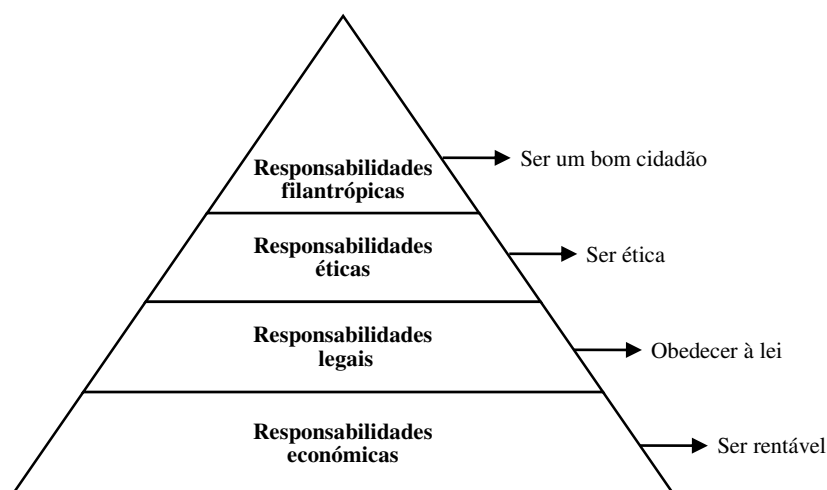 Responsabilidades
filantrópicas
Ser um bom cidadão
Responsabilidades
éticas
Ser ética
Responsabilidades
legais
Obedecer à lei
Responsabilidades
económicas
Ser rentável